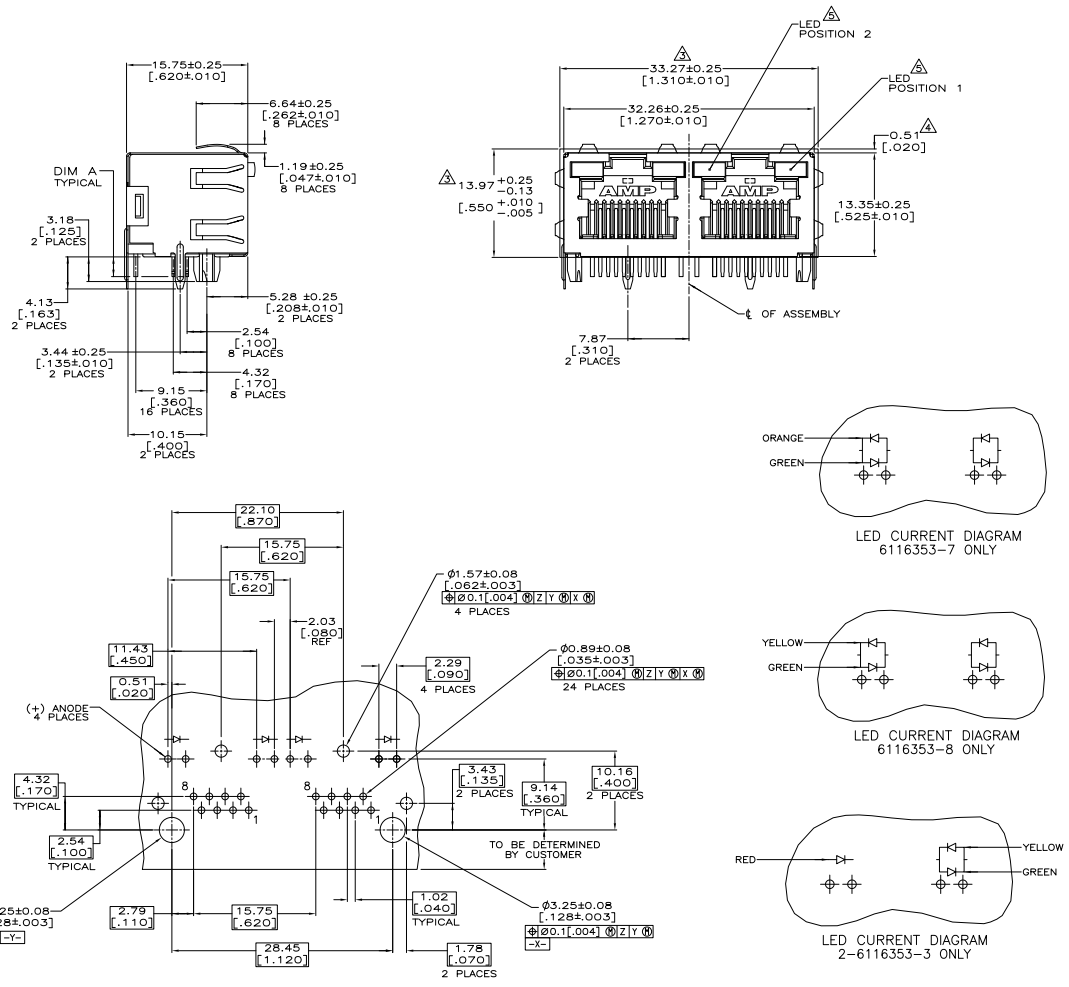 15.75±0.25
[.620±.010]
6.64±0.25
[.262±.010]
8 PLACES
DIM A
TYPICAL
1.19±0.25
[.047±.010]
8 PLACES
3.18
[.125]
2 PLACES
4.13
[.163]
2 PLACES
5.28 ±0.25
[.208±.010]
2 PLACES
2.54
[.100]
8 PLACES
3.44 ±0.25
[.135±.010]
2 PLACES
4.32
[.170]
8 PLACES
9.15
[.360]
16 PLACES
10.15
[.400]
2 PLACES
LED 5
POSITION 2
LED 5
POSITION 1
3
33.27±0.25
[1.310±.010]
32.26±0.25
[1.270±.010]
0.51 4
[.020]
3 13.97 +0.25 -0.13
[.550 +.010 -.005 ]
AMP
AMP
13.35±0.25
[.525±.010]
℄ OF ASSEMBLY
7.87
[.310]
2 PLACES
ORANGE
GREEN
LED CURRENT DIAGRAM
6116353-7 ONLY
YELLOW
GREEN
LED CURRENT DIAGRAM
6116353-8 ONLY
RED
YELLOW
GREEN
LED CURRENT DIAGRAM
2-6116353-3 ONLY
22.10
[.870]
15.75
[.620]
15.75
[.620]
2.03
[.080]
REF
11.43
[.450]
0.51
[.020]
(+) ANODE
4 PLACES
Ø1.57±0.08
[.062±.003]
⌖ Ø0.1[.004] Ⓜ Z Y Ⓜ X Ⓜ
4 PLACES
Ø0.89±0.08
[.035±.003]
⌖ Ø0.1[.004] Ⓜ Z Y Ⓜ X Ⓜ
24 PLACES
2.29
[.090]
4 PLACES
4.32
[.170]
TYPICAL
2.54
[.100]
TYPICAL
8
1
8
1
3.43
[.135]
2 PLACES
9.14
[.360]
TYPICAL
10.16
[.400]
2 PLACES
TO BE DETERMINED
BY CUSTOMER
25±0.08
28±.003]
-Y-
2.79
[.110]
15.75
[.620]
1.02
[.040]
TYPICAL
28.45
[1.120]
1.78
[.070]
2 PLACES
Ø3.25±0.08
[.128±.003]
⌖ Ø0.1[.004] Ⓜ Z Y Ⓜ
-X-